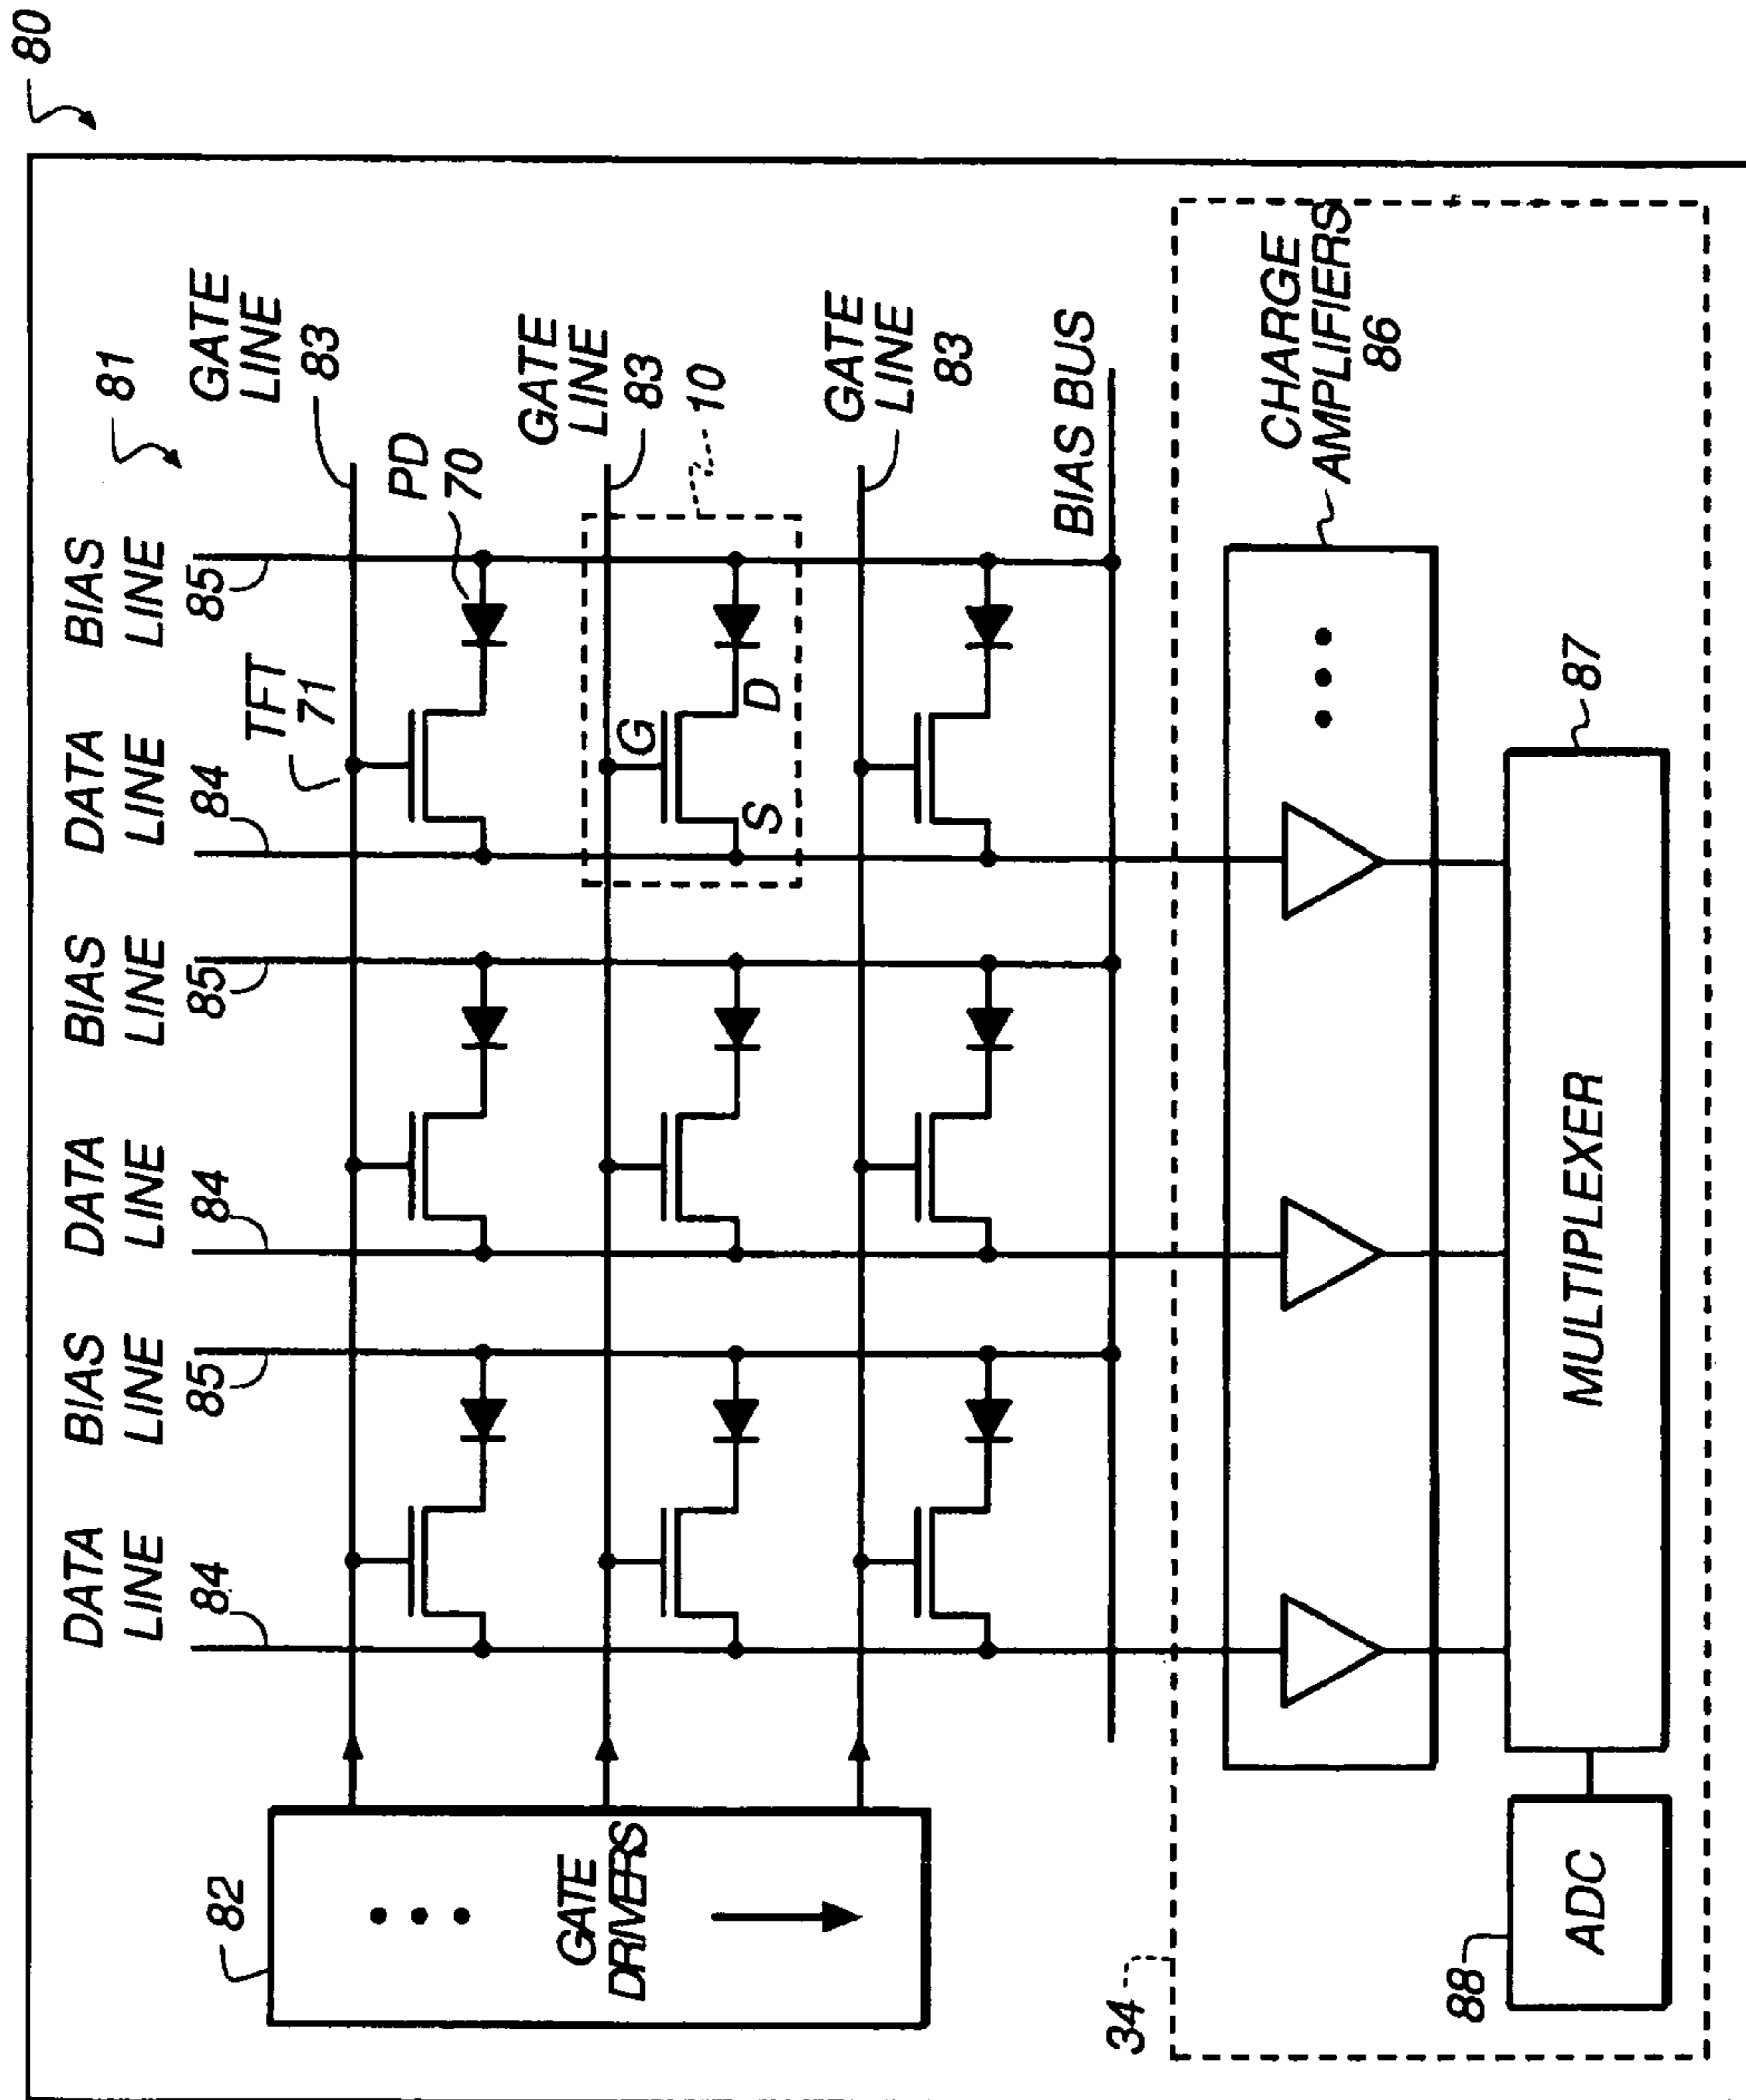 80
DATA LINE
84
BIAS LINE
85
DATA LINE
84
BIAS LINE
85
DATA LINE
84
BIAS LINE
85
81
TFT
71
GATE LINE
83
PD
70
GATE LINE
83
10
G
S
D
GATE LINE
83
BIAS BUS
82
GATE DRIVERS
34
CHARGE AMPLIFIERS
86
MULTIPLEXER
87
ADC
88